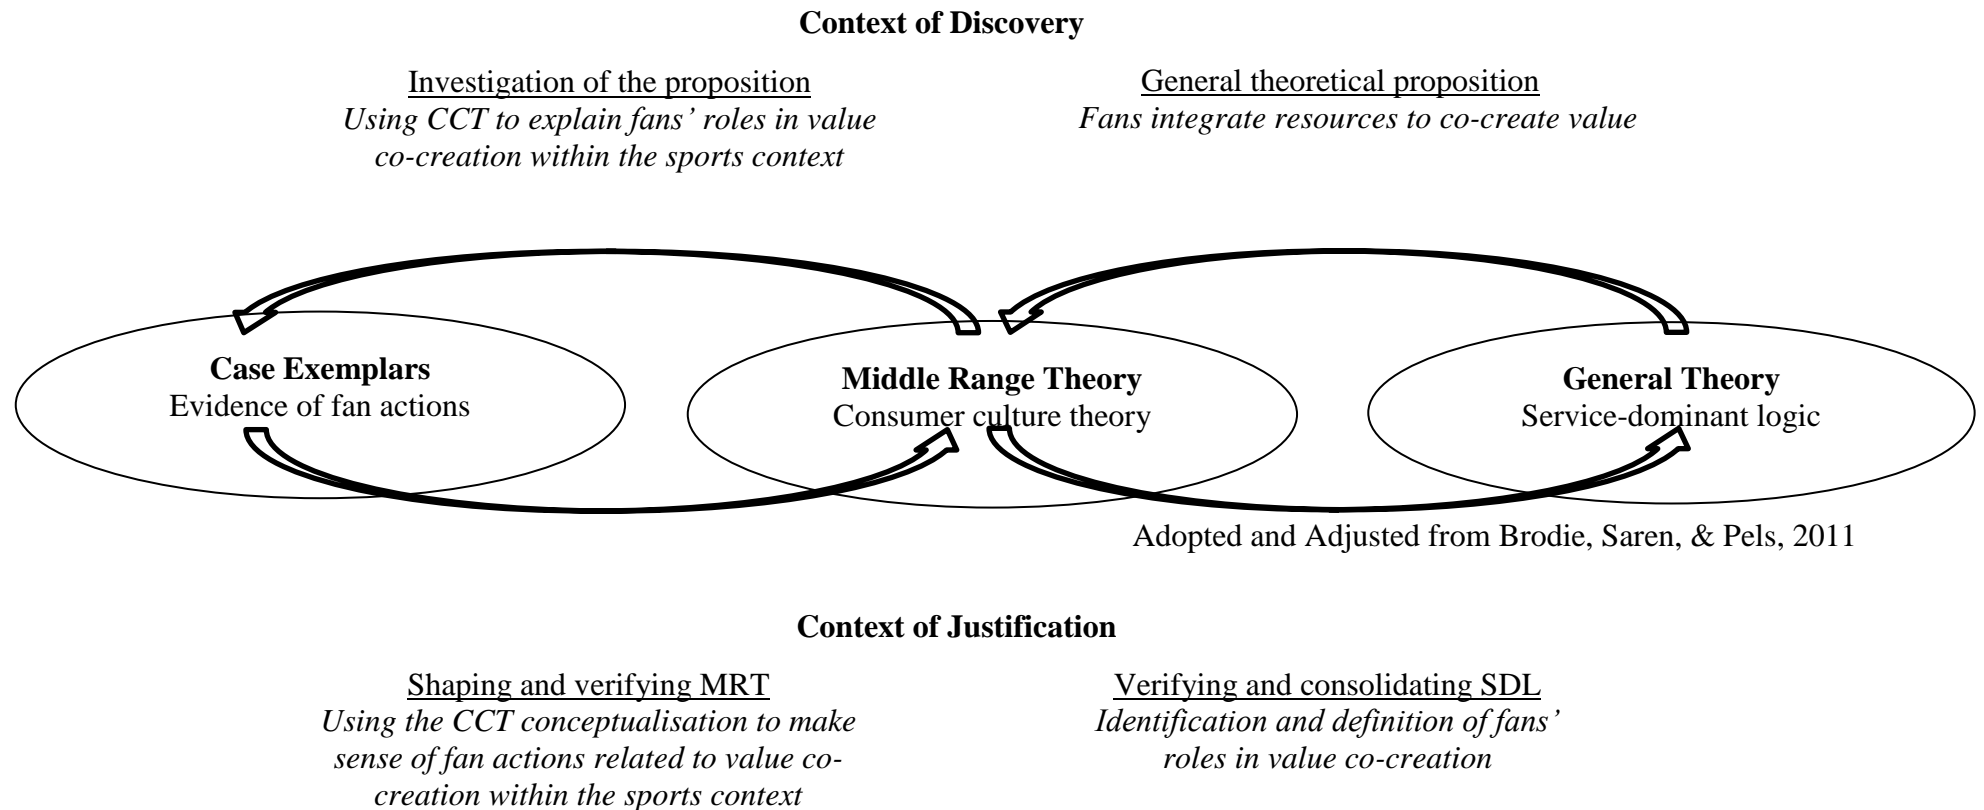 Context of Discovery
Investigation of the proposition
Using CCT to explain fans' roles in value
co-creation within the sports context
General theoretical proposition
Fans integrate resources to co-create value
Case Exemplars
Evidence of fan actions
Middle Range Theory
Consumer culture theory
General Theory
Service-dominant logic
Adopted and Adjusted from Brodie, Saren, & Pels, 2011
Context of Justification
Shaping and verifying MRT
Using the CCT conceptualisation to make
sense of fan actions related to value co-
creation within the sports context
Verifying and consolidating SDL
Identification and definition of fans'
roles in value co-creation